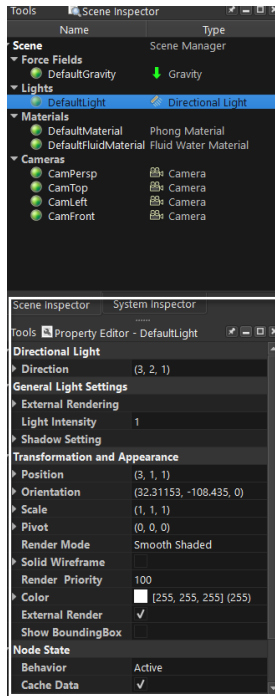 Tools Scene Inspector
Name Type
Scene Scene Manager
Force Fields
DefaultGravity Gravity
Lights
DefaultLight Directional Light
Materials
DefaultMaterial Phong Material
DefaultFluidMaterial Fluid Water Material
Cameras
CamPersp Camera
CamTop Camera
CamLeft Camera
CamFront Camera
Scene Inspector System Inspector
Tools Property Editor - DefaultLight
Directional Light
Direction (3, 2, 1)
General Light Settings
External Rendering
Light Intensity 1
Shadow Setting
Transformation and Appearance
Position (3, 1, 1)
Orientation (32.31153, -108.435, 0)
Scale (1, 1, 1)
Pivot (0, 0, 0)
Render Mode Smooth Shaded
Solid Wireframe
Render Priority 100
Color [255, 255, 255] (255)
External Render
Show BoundingBox
Node State
Behavior Active
Cache Data